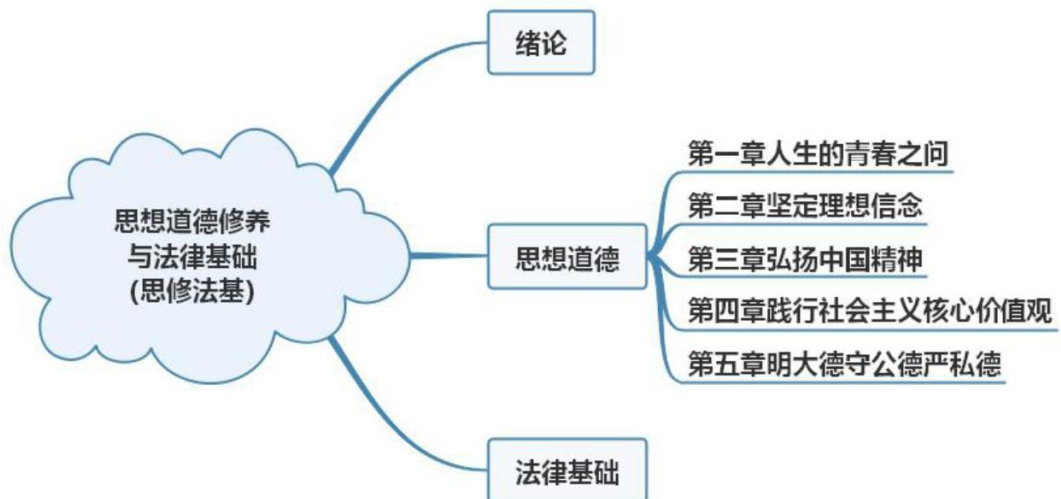 绪论
思想道德修养
与法律基础
(思修法基)
思想道德
第一章人生的青春之问
第二章坚定理想信念
第三章弘扬中国精神
第四章践行社会主义核心价值观
第五章明大德守公德严私德
法律基础